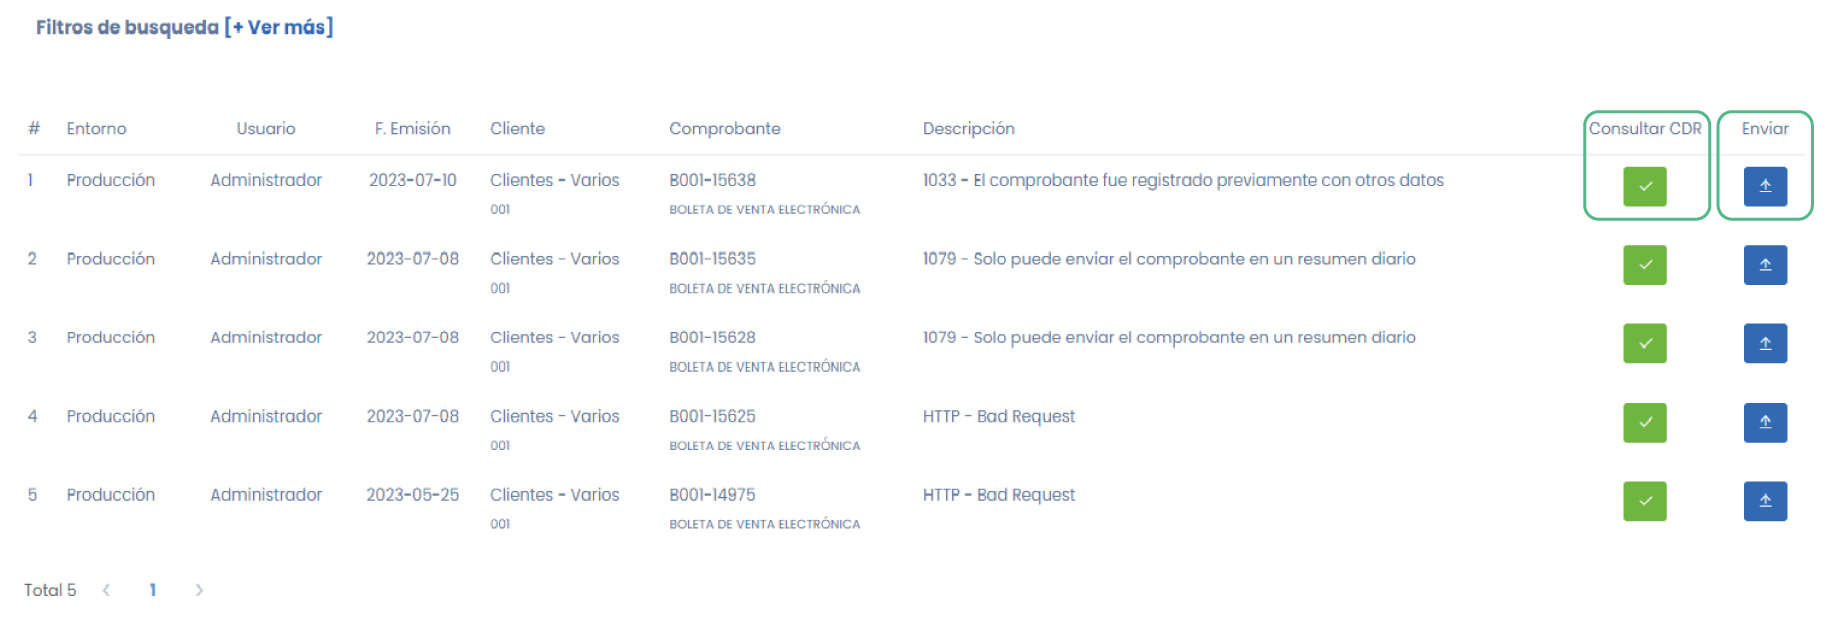 Filtros de busqueda [+ Ver más]
# Entorno Usuario F. Emisión Cliente Comprobante Descripción Consultar CDR Enviar
1 Producción Administrador 2023-07-10 Clientes - Varios B001-15638 1033 - El comprobante fue registrado previamente con otros datos
001 BOLETA DE VENTA ELECTRÓNICA
2 Producción Administrador 2023-07-08 Clientes - Varios B001-15635 1079 - Solo puede enviar el comprobante en un resumen diario
001 BOLETA DE VENTA ELECTRÓNICA
3 Producción Administrador 2023-07-08 Clientes - Varios B001-15628 1079 - Solo puede enviar el comprobante en un resumen diario
001 BOLETA DE VENTA ELECTRÓNICA
4 Producción Administrador 2023-07-08 Clientes - Varios B001-15625 HTTP - Bad Request
001 BOLETA DE VENTA ELECTRÓNICA
5 Producción Administrador 2023-05-25 Clientes - Varios B001-14975 HTTP - Bad Request
001 BOLETA DE VENTA ELECTRÓNICA
Total 5 < 1 >